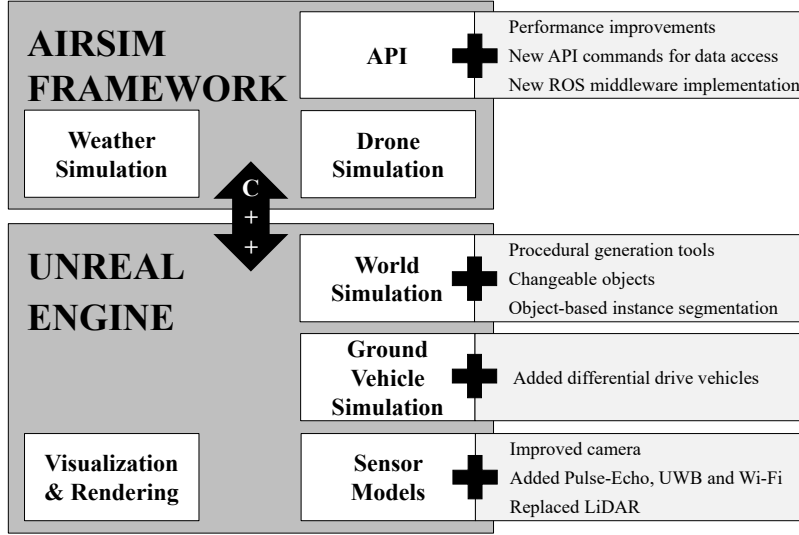 AIRSIM
FRAMEWORK
API
Performance improvements
New API commands for data access
New ROS middleware implementation
Weather
Simulation
Drone
Simulation
C
+
+
UNREAL
ENGINE
World
Simulation
Procedural generation tools
Changeable objects
Object-based instance segmentation
Ground
Vehicle
Simulation
Added differential drive vehicles
Visualization
& Rendering
Sensor
Models
Improved camera
Added Pulse-Echo, UWB and Wi-Fi
Replaced LiDAR